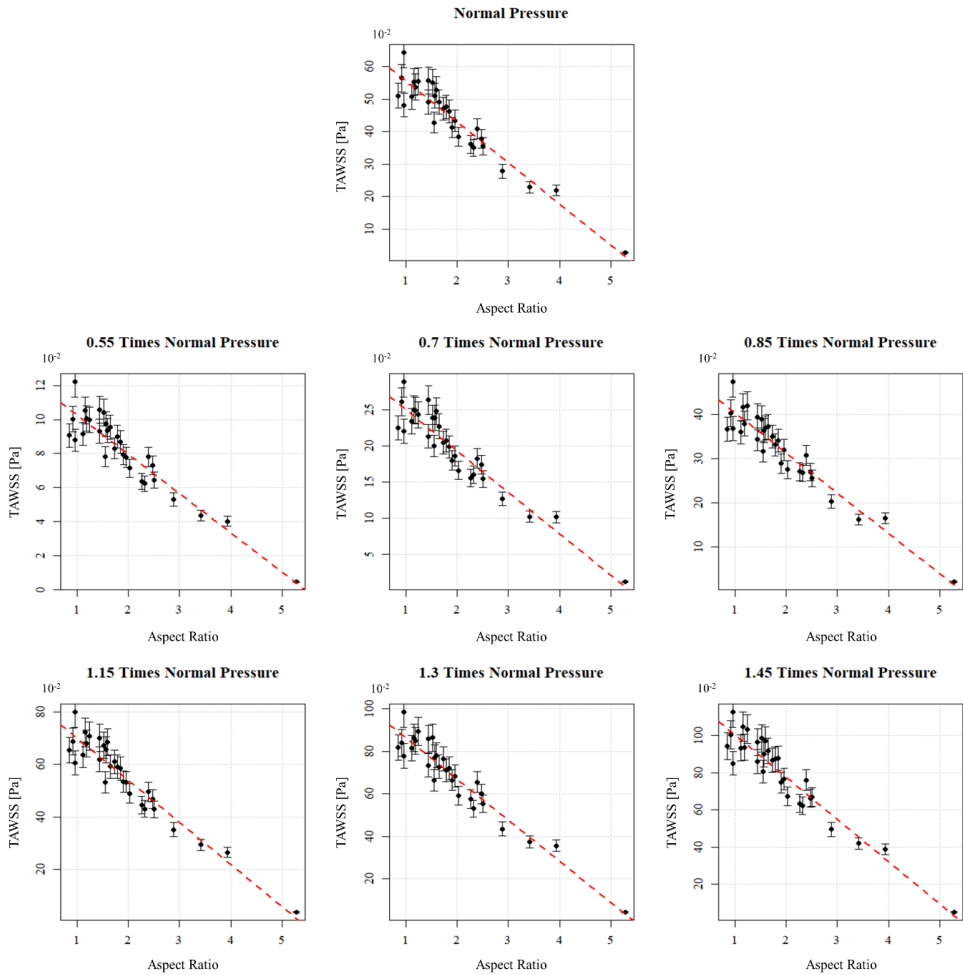 Normal Pressure
10-2
TAWSS [Pa]
60
50
40
30
20
10
1 2 3 4 5
Aspect Ratio
0.55 Times Normal Pressure
10-2
TAWSS [Pa]
12
10
8
6
4
2
0
1 2 3 4 5
Aspect Ratio
0.7 Times Normal Pressure
10-2
TAWSS [Pa]
25
20
15
10
5
1 2 3 4 5
Aspect Ratio
0.85 Times Normal Pressure
10-2
TAWSS [Pa]
40
30
20
10
1 2 3 4 5
Aspect Ratio
1.15 Times Normal Pressure
10-2
TAWSS [Pa]
80
60
40
20
1 2 3 4 5
Aspect Ratio
1.3 Times Normal Pressure
10-2
TAWSS [Pa]
100
80
60
40
20
1 2 3 4 5
Aspect Ratio
1.45 Times Normal Pressure
10-2
TAWSS [Pa]
100
80
60
40
20
1 2 3 4 5
Aspect Ratio